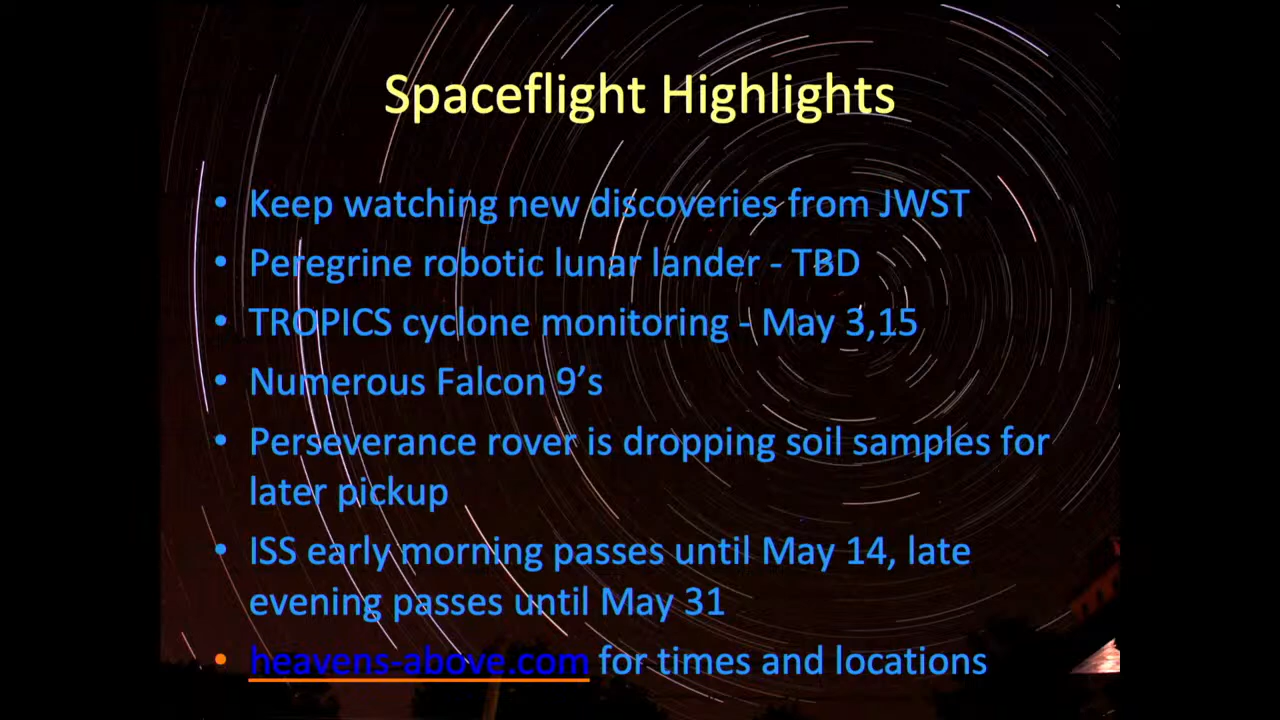 Spaceflight Highlights
• Keep watching new discoveries from JWST
• Peregrine robotic lunar lander - TBD
• TROPICS cyclone monitoring - May 3,15
• Numerous Falcon 9’s
• Perseverance rover is dropping soil samples for
later pickup
• ISS early morning passes until May 14, late
evening passes until May 31
• heavens-above.com for times and locations